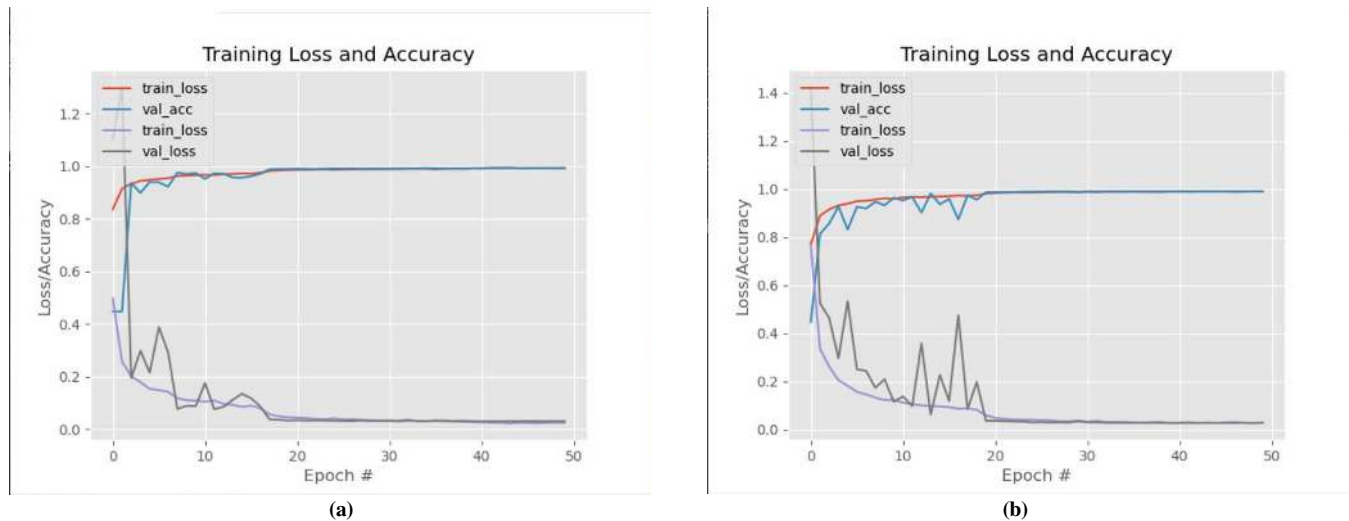 Training Loss and Accuracy
train_loss
val_acc
train_loss
val_loss
1.2
1.0
0.8
0.6
0.4
0.2
0.0
Loss/Accuracy
0 10 20 30 40 50
Epoch #
(a)
Training Loss and Accuracy
train_loss
val_acc
train_loss
val_loss
1.4
1.2
1.0
0.8
0.6
0.4
0.2
0.0
Loss/Accuracy
0 10 20 30 40 50
Epoch #
(b)